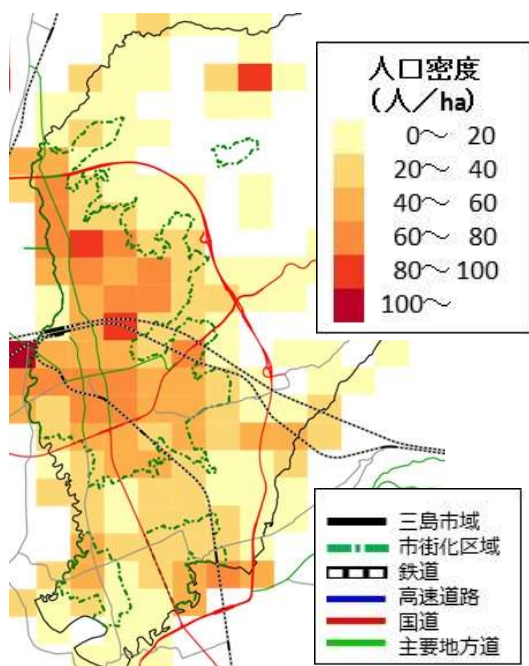 人口密度
(人/ha)
0～ 20
20～ 40
40～ 60
60～ 80
80～ 100
100～
三島市域
市街化区域
鉄道
高速道路
国道
主要地方道